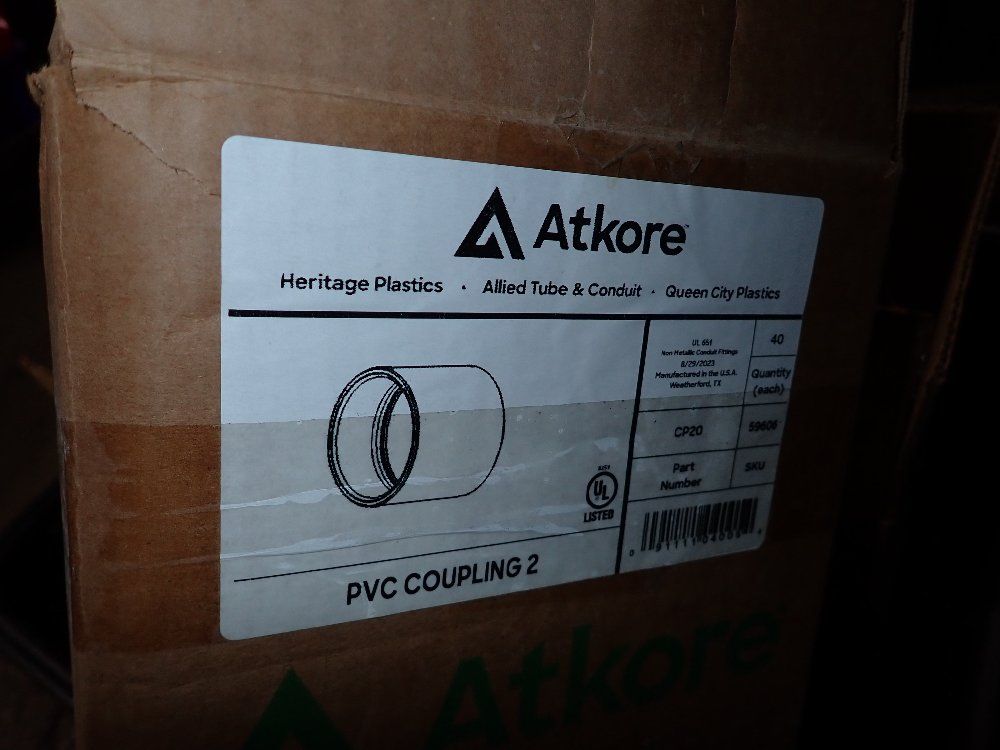 Atkore
Heritage Plastics · Allied Tube & Conduit · Queen City Plastics
UL 651
Non Metallic Conduit Fittings
8/29/2023
Manufactured in the U.S.A.
Weatherford, TX
40
Quantity
(each)
CP20
59606
Part
Number
SKU
UL
LISTED
PVC COUPLING 2
Atkore